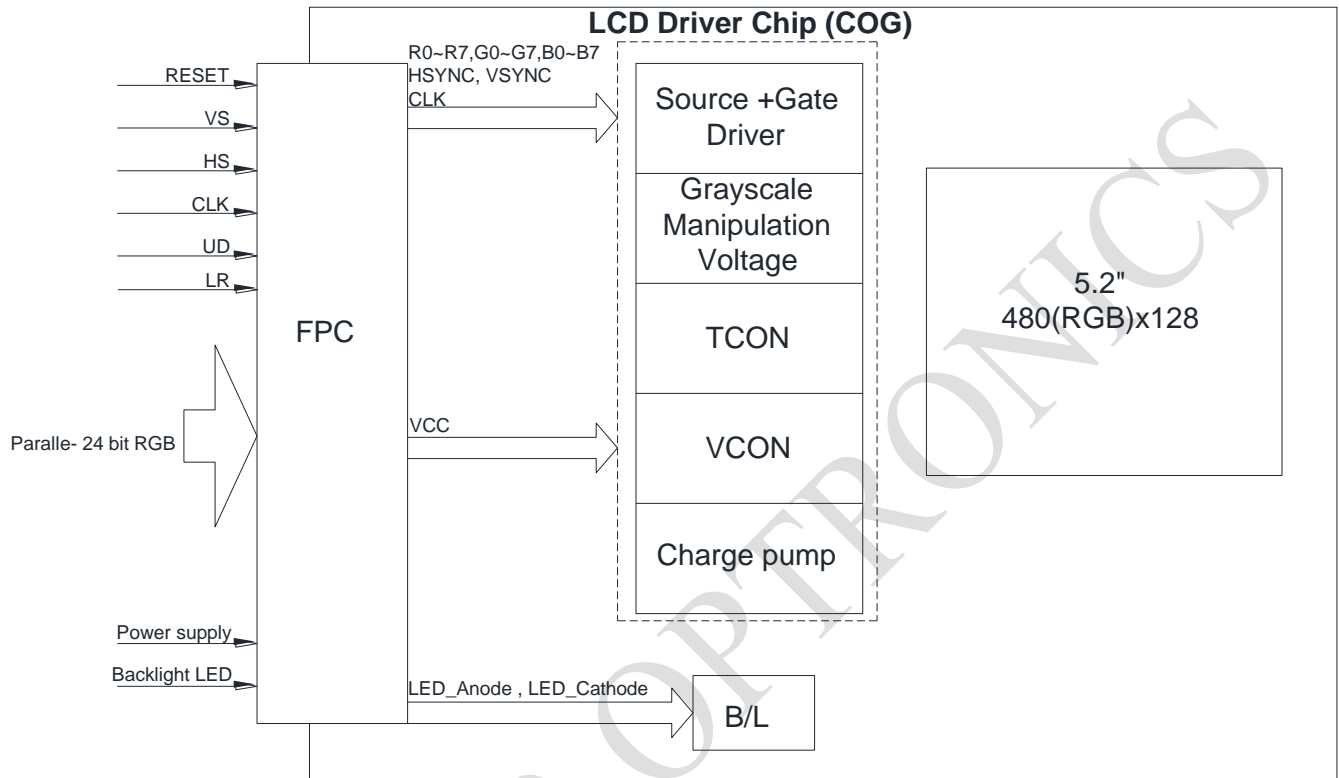 LCD Driver Chip (COG)
R0~R7,G0~G7,B0~B7
HSYNC, VSYNC
CLK
RESET
VS
HS
CLK
UD
LR
FPC
Paralle- 24 bit RGB
Power supply
Backlight LED
VCC
LED_Anode , LED_Cathode
Source +Gate
Driver
Grayscale
Manipulation
Voltage
TCON
VCON
Charge pump
B/L
5.2"
480(RGB)x128
OPTRONICS